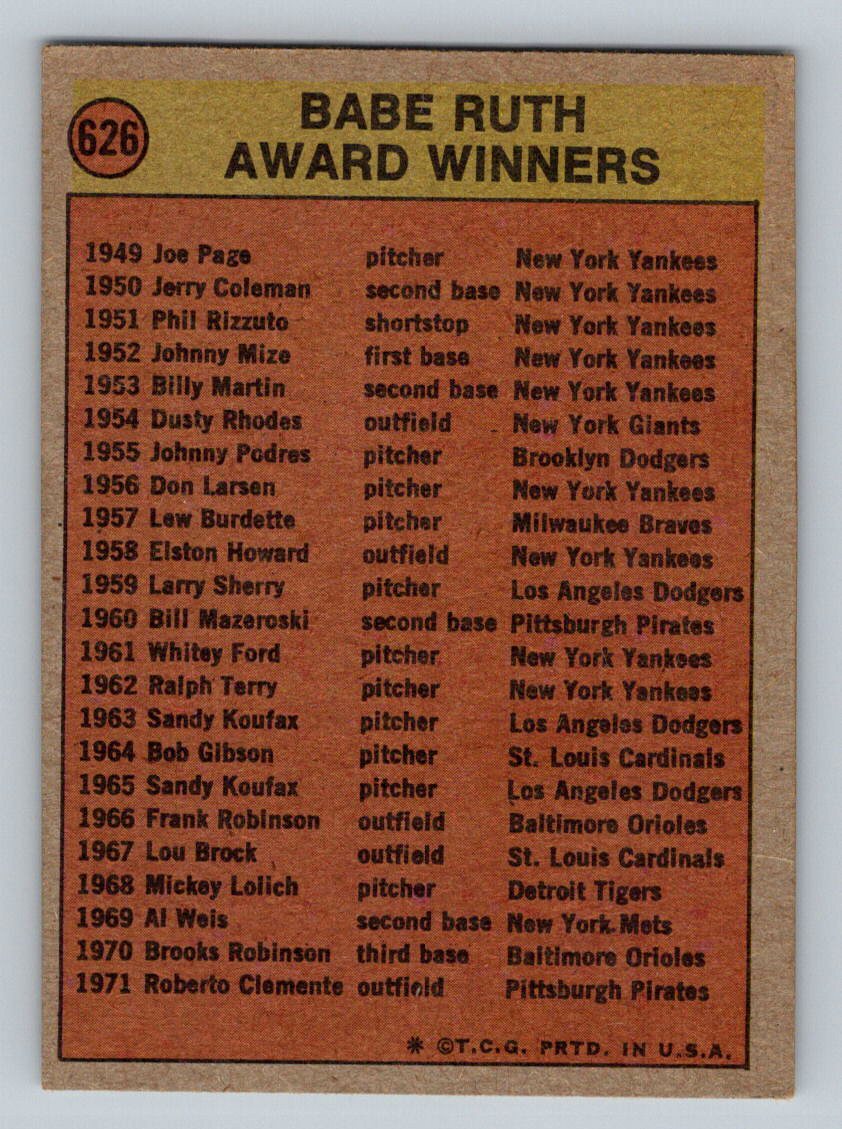 626
BABE RUTH
AWARD WINNERS
1949 Joe Page pitcher New York Yankees
1950 Jerry Coleman second base New York Yankees
1951 Phil Rizzuto shortstop New York Yankees
1952 Johnny Mize first base New York Yankees
1953 Billy Martin second base New York Yankees
1954 Dusty Rhodes outfield New York Giants
1955 Johnny Podres pitcher Brooklyn Dodgers
1956 Don Larsen pitcher New York Yankees
1957 Lew Burdette pitcher Milwaukee Braves
1958 Elston Howard outfield New York Yankees
1959 Larry Sherry pitcher Los Angeles Dodgers
1960 Bill Mazeroski second base Pittsburgh Pirates
1961 Whitey Ford pitcher New York Yankees
1962 Ralph Terry pitcher New York Yankees
1963 Sandy Koufax pitcher Los Angeles Dodgers
1964 Bob Gibson pitcher St. Louis Cardinals
1965 Sandy Koufax pitcher Los Angeles Dodgers
1966 Frank Robinson outfield Baltimore Orioles
1967 Lou Brock outfield St. Louis Cardinals
1968 Mickey Lolich pitcher Detroit Tigers
1969 Al Weis second base New York Mets
1970 Brooks Robinson third base Baltimore Orioles
1971 Roberto Clemente outfield Pittsburgh Pirates
* ©T.C.G. PRTD. IN U.S.A.